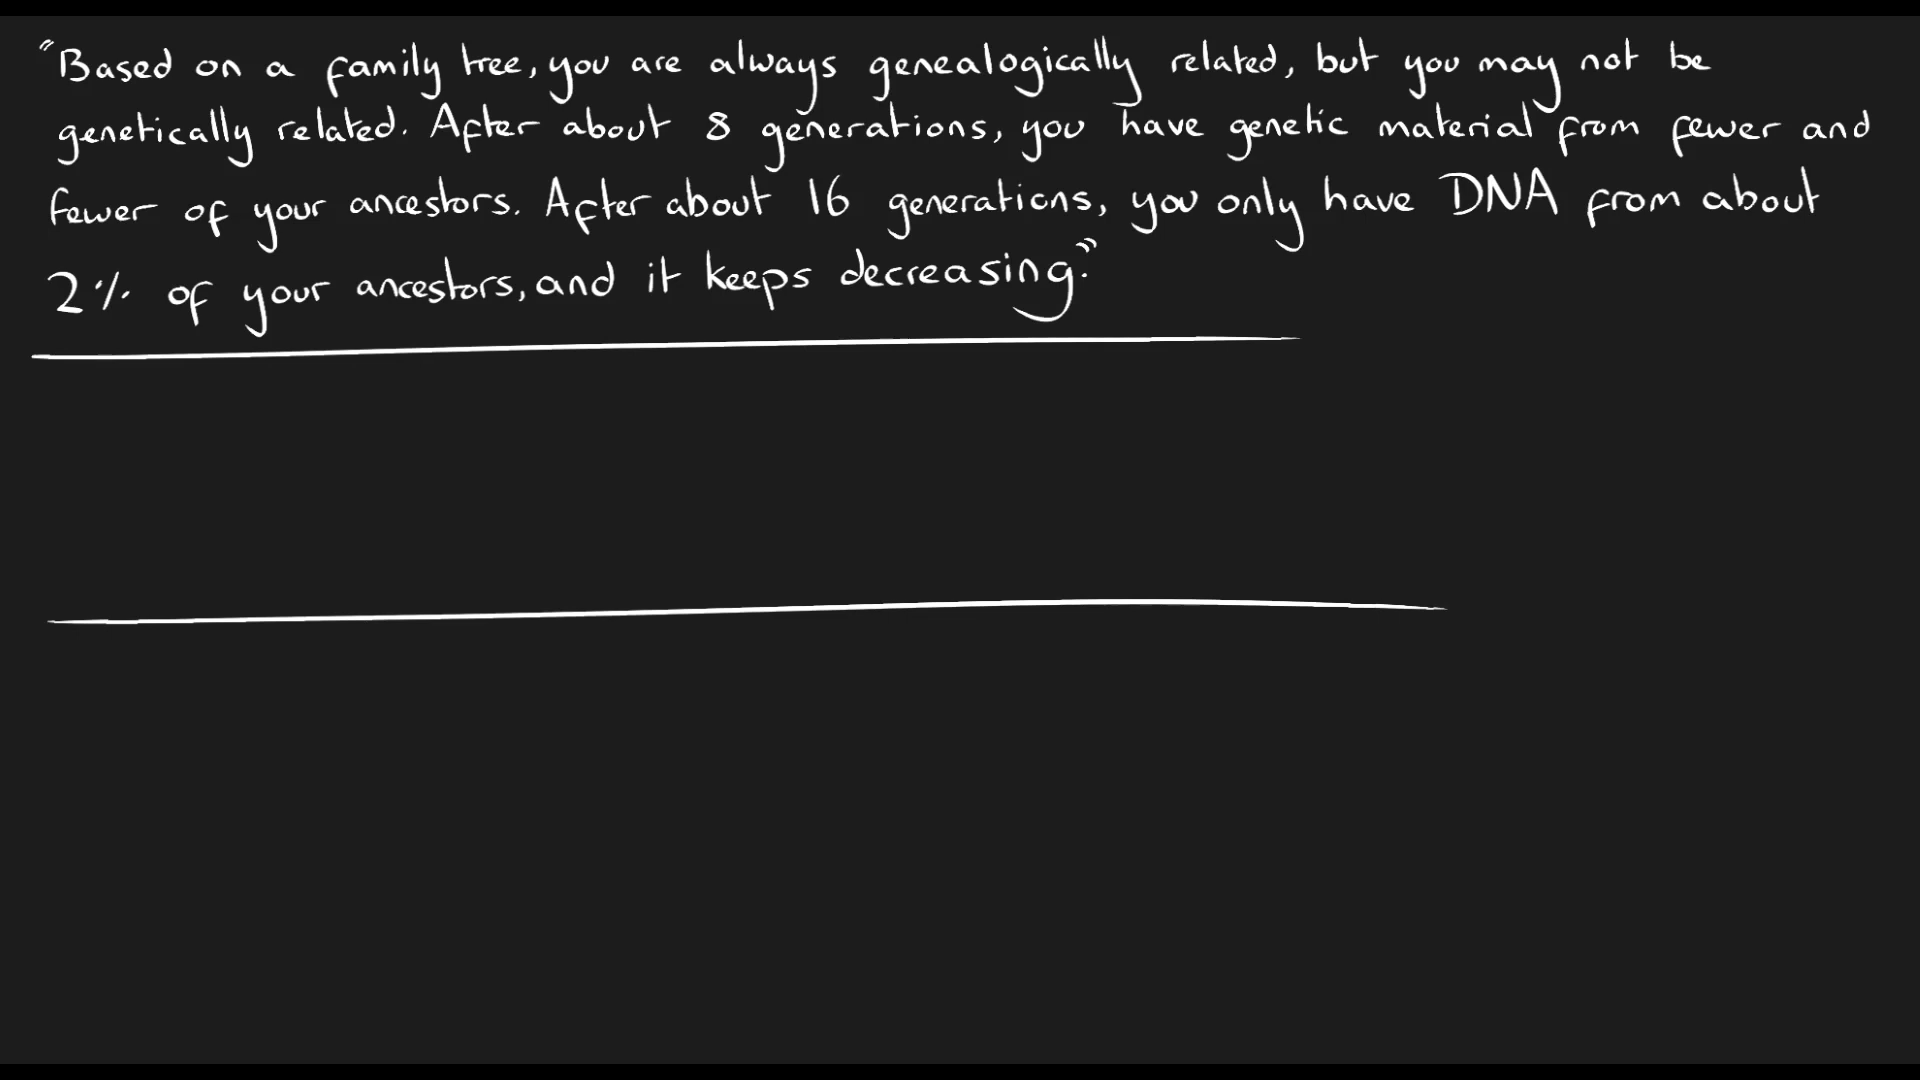 "Based on a family tree, you are always genealogically related, but you may not be
genetically related. After about 8 generations, you have genetic material from fewer and
fewer of your ancestors. After about 16 generations, you only have DNA from about
2% of your ancestors, and it keeps decreasing."